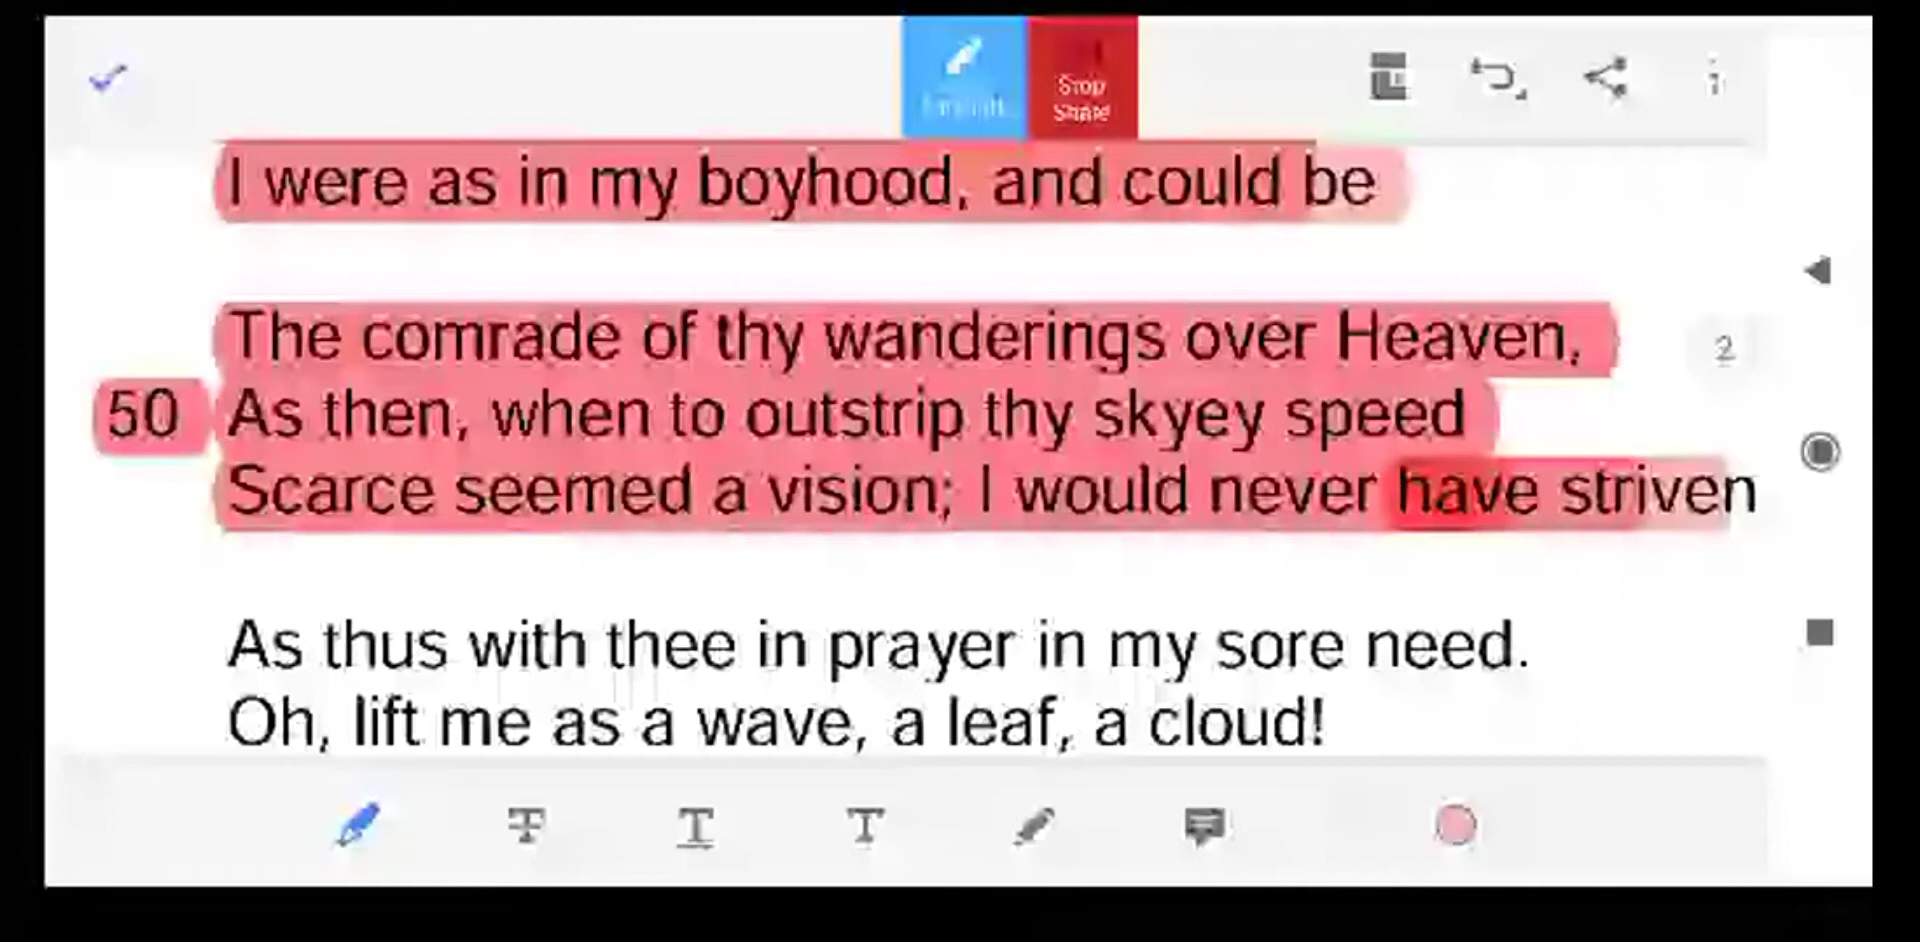 Stop
Share
I were as in my boyhood, and could be
The comrade of thy wanderings over Heaven,
2
50 As then, when to outstrip thy skyey speed
Scarce seemed a vision; I would never have striven
As thus with thee in prayer in my sore need.
Oh, lift me as a wave, a leaf, a cloud!